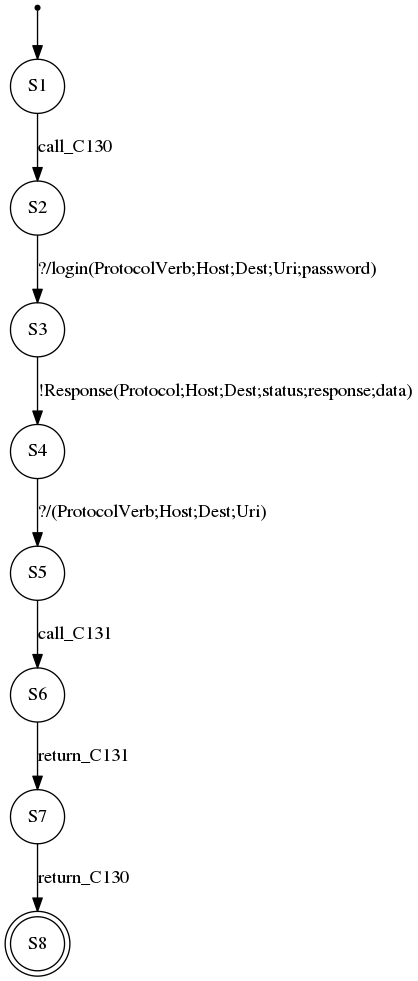 S1
call_C130
S2
?/login(ProtocolVerb;Host;Dest;Uri;password)
S3
!Response(Protocol;Host;Dest;status;response;data)
S4
?/(ProtocolVerb;Host;Dest;Uri)
S5
call_C131
S6
return_C131
S7
return_C130
S8